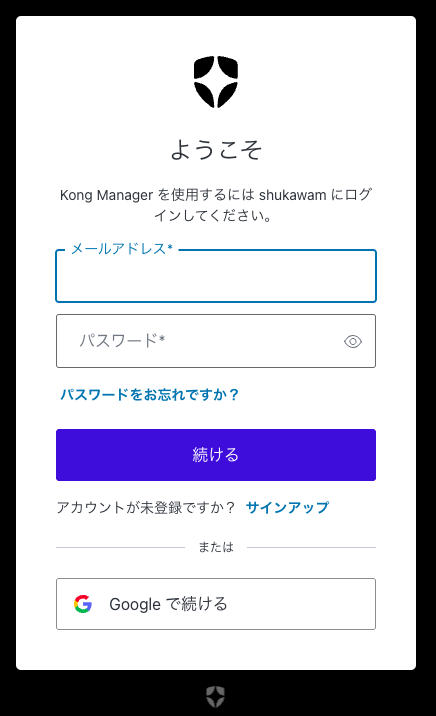 ようこそ
Kong Manager を使用するには shukawam にログ
インしてください。
メールアドレス*
パスワード*
パスワードをお忘れですか？
続ける
アカウントが未登録ですか？ サインアップ
または
Google で続ける